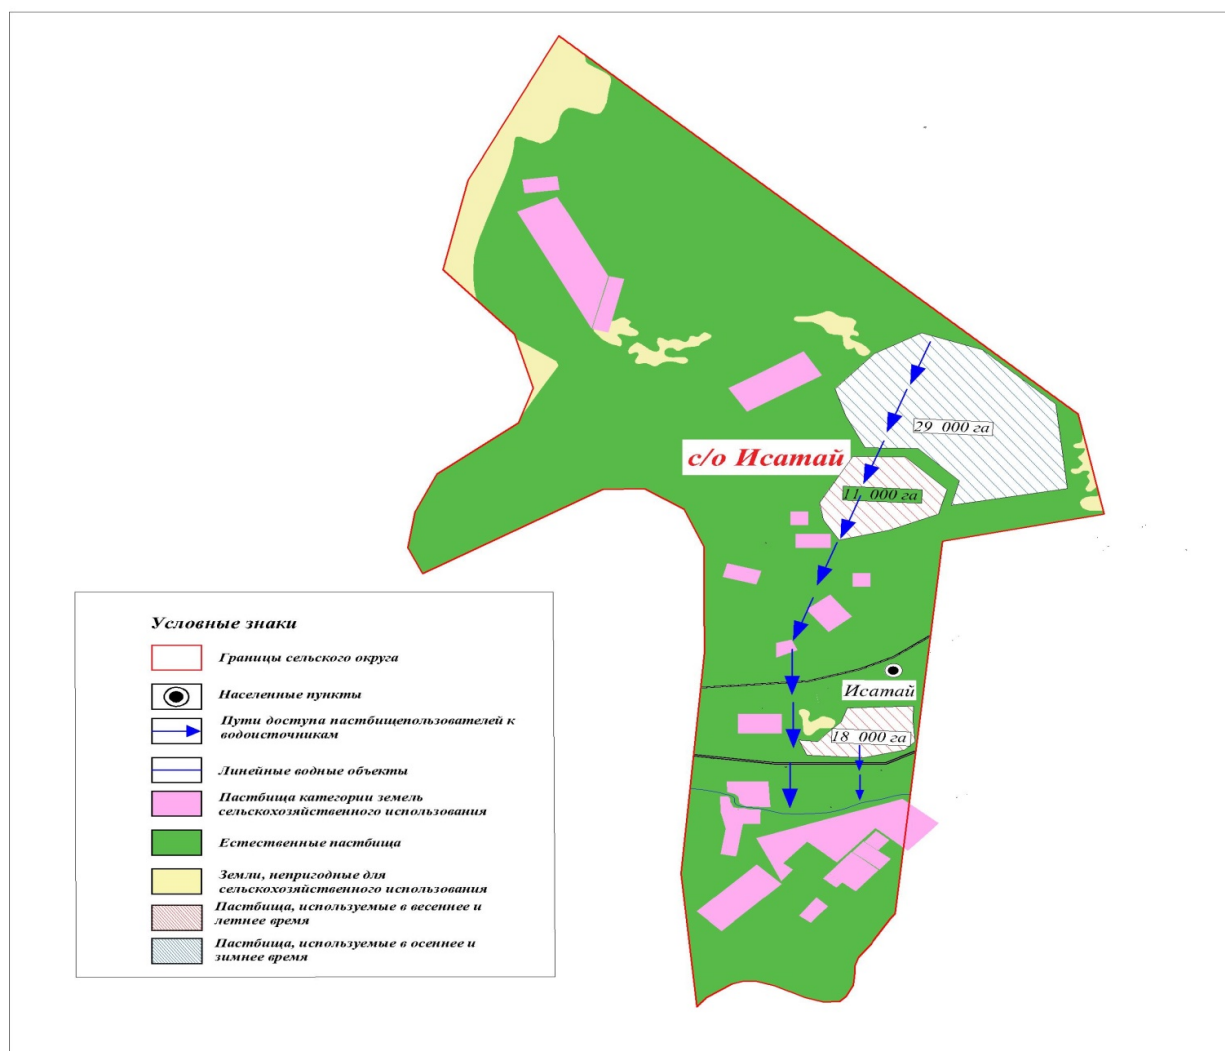 29 000 га
с/о Исатай
11 000 га
Исатай
18 000 га
Условные знаки
Границы сельского округа
Населенные пункты
Пути доступа пастбищепользователей к
водоисточникам
Линейные водные объекты
Пастбища категории земель
сельскохозяйственного использования
Естественные пастбища
Земли, непригодные для
сельскохозяйственного использования
Пастбища, используемые в весеннее и
летнее время
Пастбища, используемые в осеннее и
зимнее время